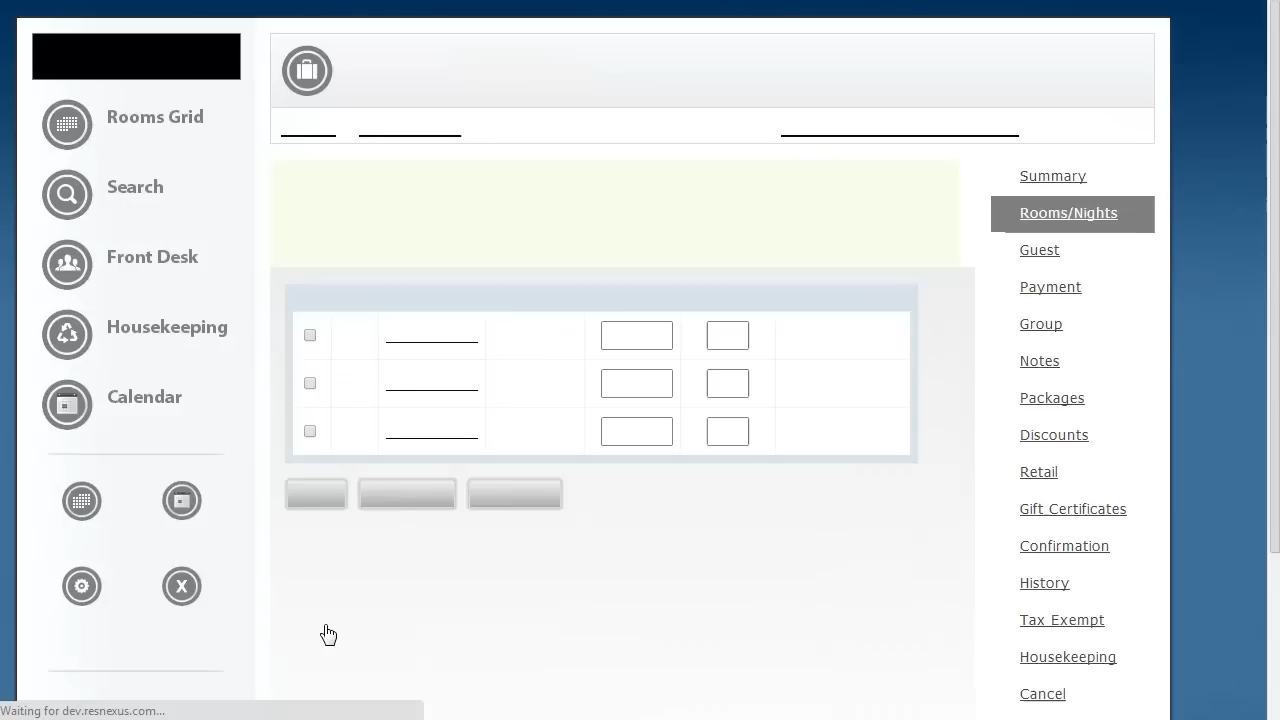 Rooms Grid
Search
Front Desk
Housekeeping
Calendar
X
Summary
Rooms/Nights
Guest
Payment
Group
Notes
Packages
Discounts
Retail
Gift Certificates
Confirmation
History
Tax Exempt
Housekeeping
Cancel
Waiting for dev.resnexus.com...